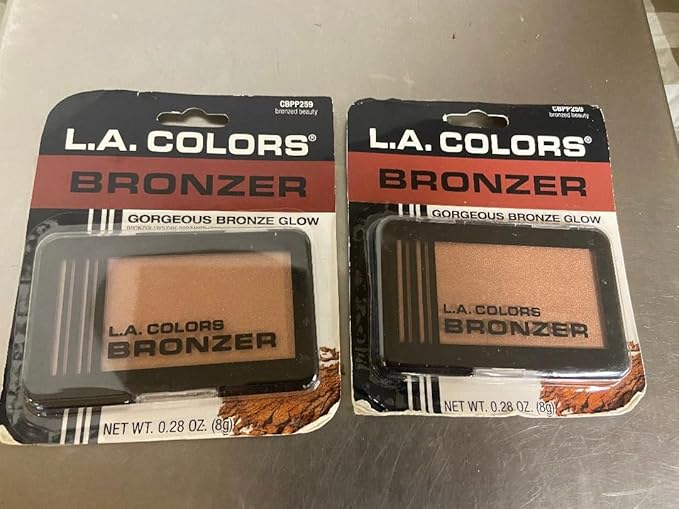 CBPP259
bronzed beauty
L.A. COLORS®
BRONZER
GORGEOUS BRONZE GLOW
L.A. COLORS
BRONZER
NET WT. 0.28 OZ. (8g)
CBPP259
bronzed beauty
L.A. COLORS®
BRONZER
GORGEOUS BRONZE GLOW
L.A. COLORS
BRONZER
NET WT. 0.28 OZ. (8g)